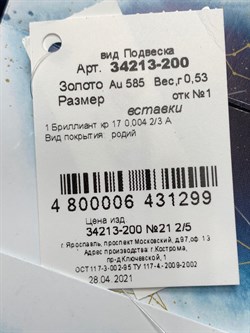 вид Подвеска
Арт. 34213-200
Золото Au 585 Вес,г 0,53
Размер отк №1
вставки
1 Бриллиант кр 17 0,004 2/3 А
Вид покрытия: родий
4 800006 431299
Цена изд.
34213-200 №21 2/5
г.Ярославль, проспект Московский, д.97, оф. 13
Адрес производства: г.Кострома,
пр-д Ключевской, 1
ОСТ 117-3-002-95 ТУ 117-4-2008-2002
28.04.2021